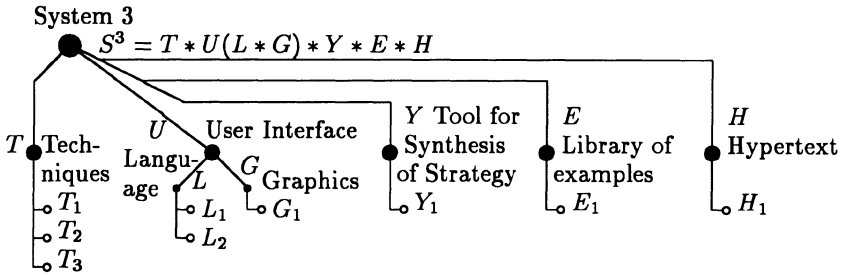 System 3
S³ = T * U(L * G) * Y * E * H
T Tech-
niques
T₁
T₂
T₃
U User Interface
Langu-
age L
L₁
L₂
G Graphics
G₁
Y Tool for
Synthesis
of Strategy
Y₁
E
Library of
examples
E₁
H
Hypertext
H₁